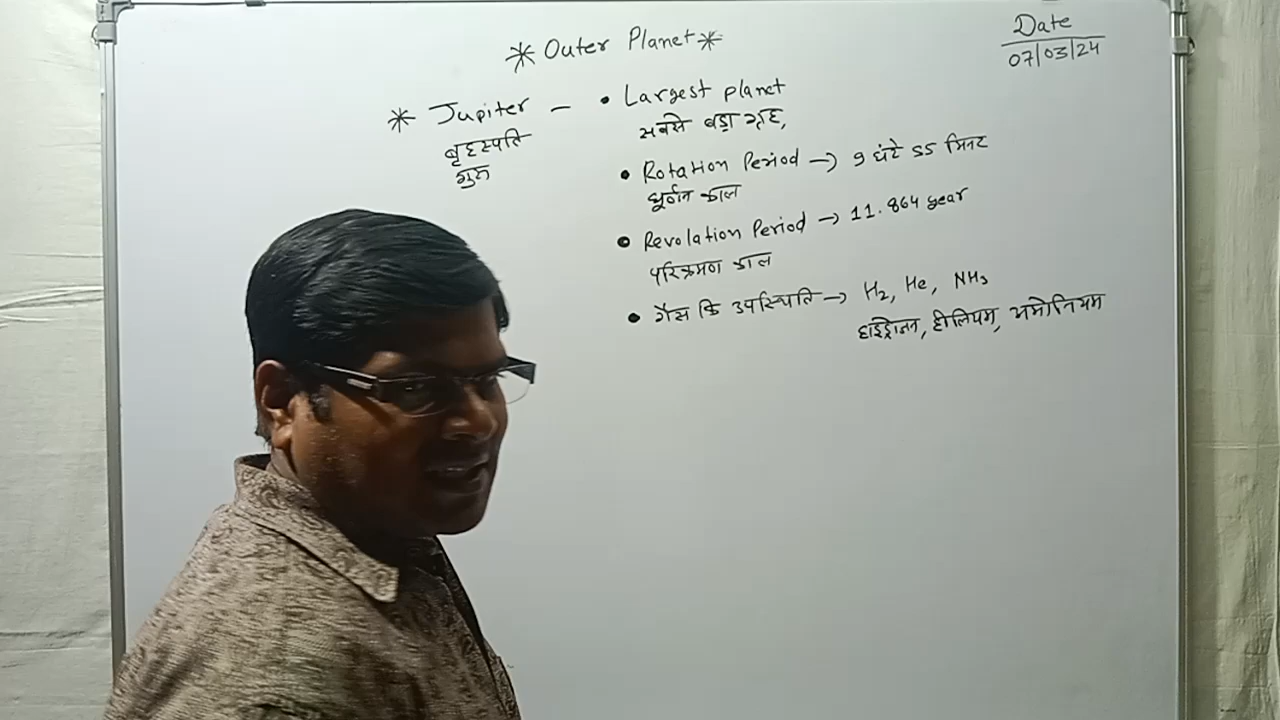 * Outer Planet *
Date
07/03/24
* Jupiter - • Largest planet
बृहस्पति
गुरु
सबसे बड़ा ग्रह,
• Rotation Period → 9 घंटे 55 मिनट
घूर्णन काल
• Revolation Period → 11.864 year
परिक्रमण काल
• गैस कि उपस्थिति → H₂, He, NH₃
हाइड्रोजन, हीलियम, अमोनियम